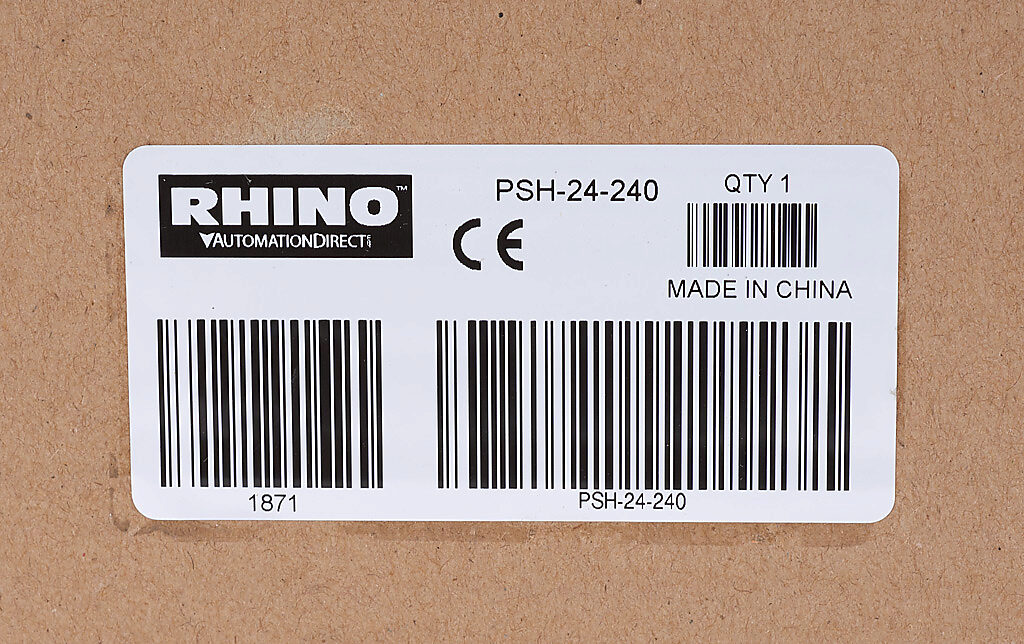 RHINO™
AUTOMATIONDIRECT
PSH-24-240
CE
QTY 1
MADE IN CHINA
1871
PSH-24-240